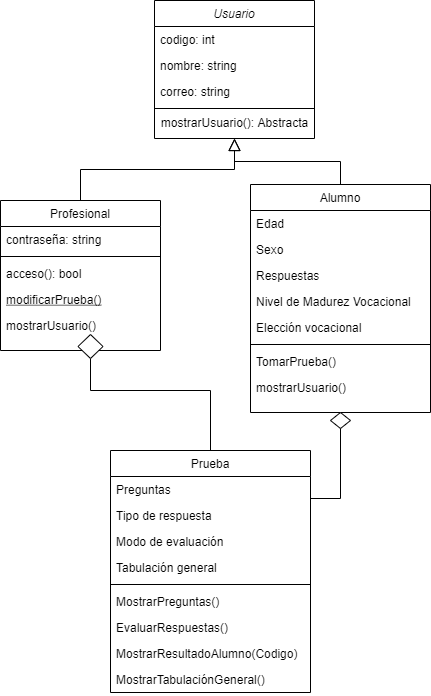 Usuario
codigo: int
nombre: string
correo: string
mostrarUsuario(): Abstracta
Profesional
contraseña: string
acceso(): bool
modificarPrueba()
mostrarUsuario()
Alumno
Edad
Sexo
Respuestas
Nivel de Madurez Vocacional
Elección vocacional
TomarPrueba()
mostrarUsuario()
Prueba
Preguntas
Tipo de respuesta
Modo de evaluación
Tabulación general
MostrarPreguntas()
EvaluarRespuestas()
MostrarResultadoAlumno(Codigo)
MostrarTabulaciónGeneral()